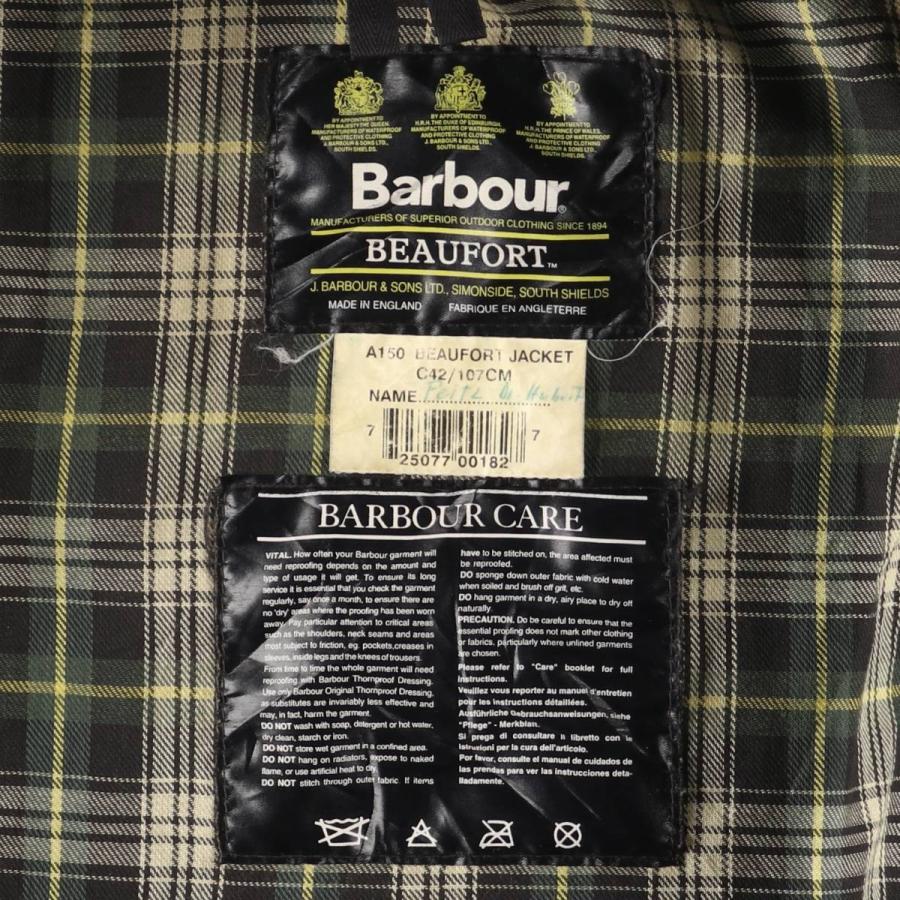 BY APPOINTMENT TO
HER MAJESTY THE QUEEN,
MANUFACTURERS OF WATERPROOF
AND PROTECTIVE CLOTHING
J. BARBOUR & SONS LTD.,
SOUTH SHIELDS.
BY APPOINTMENT TO
H.R.H. THE DUKE OF EDINBURGH,
MANUFACTURERS OF WATERPROOF
AND PROTECTIVE CLOTHING
J. BARBOUR & SONS LTD.,
SOUTH SHIELDS.
BY APPOINTMENT TO
H.R.H. THE PRINCE OF WALES,
MANUFACTURERS OF WATERPROOF
AND PROTECTIVE CLOTHING
J. BARBOUR & SONS LTD.,
SOUTH SHIELDS.
Barbour®
MANUFACTURERS OF SUPERIOR OUTDOOR CLOTHING SINCE 1894
BEAUFORT™
J. BARBOUR & SONS LTD., SIMONSIDE, SOUTH SHIELDS
MADE IN ENGLAND FABRIQUE EN ANGLETERRE
A150 BEAUFORT JACKET
C42/107CM
NAME
7 25077 00182 7
BARBOUR CARE
VITAL. How often your Barbour garment will
need reproofing depends on the amount and
type of usage it will get. To ensure its long
service it is essential that you check the garment
regularly, say once a month, to ensure there are
no 'dry' areas where the proofing has been worn
away. Pay particular attention to critical areas
such as the shoulders, neck seams and areas
most subject to friction, eg. pockets, creases in
sleeves, inside legs and the knees of trousers.
From time to time the whole garment will need
reproofing with Barbour Thornproof Dressing.
Use only Barbour Original Thornproof Dressing,
as substitutes are invariably less effective and
may, in fact, harm the garment.
DO NOT wash with soap, detergent or hot water,
dry clean, starch or iron.
DO NOT store wet garment in a confined area.
DO NOT hang on radiators, expose to naked
flame, or use artificial heat to dry.
DO NOT stitch through outer fabric. If items
have to be stitched on, the area affected must
be reproofed.
DO sponge down outer fabric with cold water
when soiled and brush off grit, etc.
DO hang garment in a dry, airy place to dry off
naturally.
PRECAUTION. Do be careful to ensure that the
essential proofing does not mark other clothing
or fabrics, particularly where unlined garments
are chosen.
Please refer to "Care" booklet for full
instructions.
Veuillez vous reporter au manuel d'entretien
pour les instructions détaillées.
Ausführliche Gebrauchsanweisungen, siehe
"Pflege" - Merkblan.
Si prega di consultare il libretto con le
istruzioni per la cura dell'articolo.
Por favor, consulte el manual de cuidados de
las prendas para ver las instrucciones deta-
lladamente.